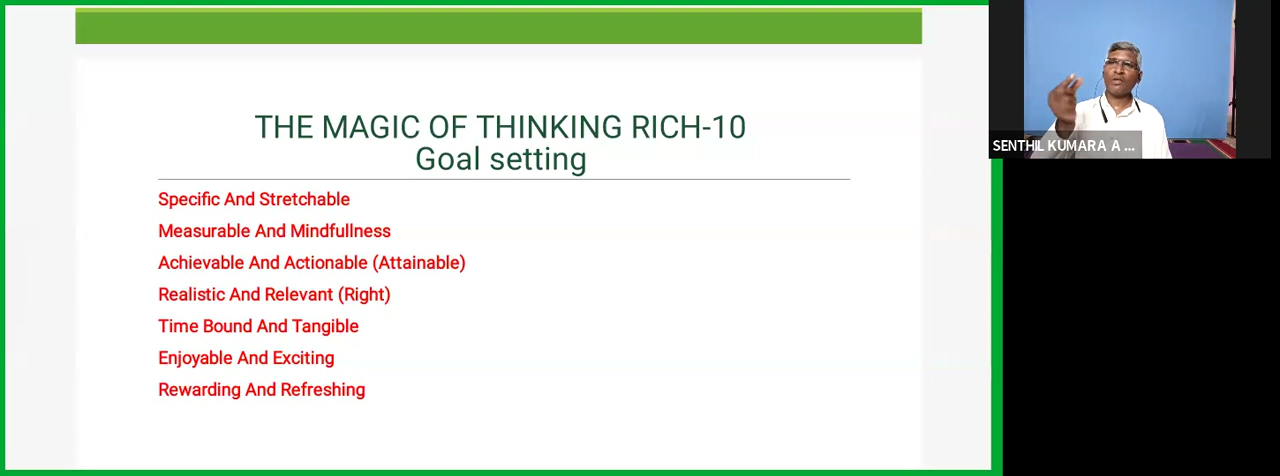 THE MAGIC OF THINKING RICH-10
Goal setting
Specific And Stretchable
Measurable And Mindfullness
Achievable And Actionable (Attainable)
Realistic And Relevant (Right)
Time Bound And Tangible
Enjoyable And Exciting
Rewarding And Refreshing
SENTHIL KUMARA A ...